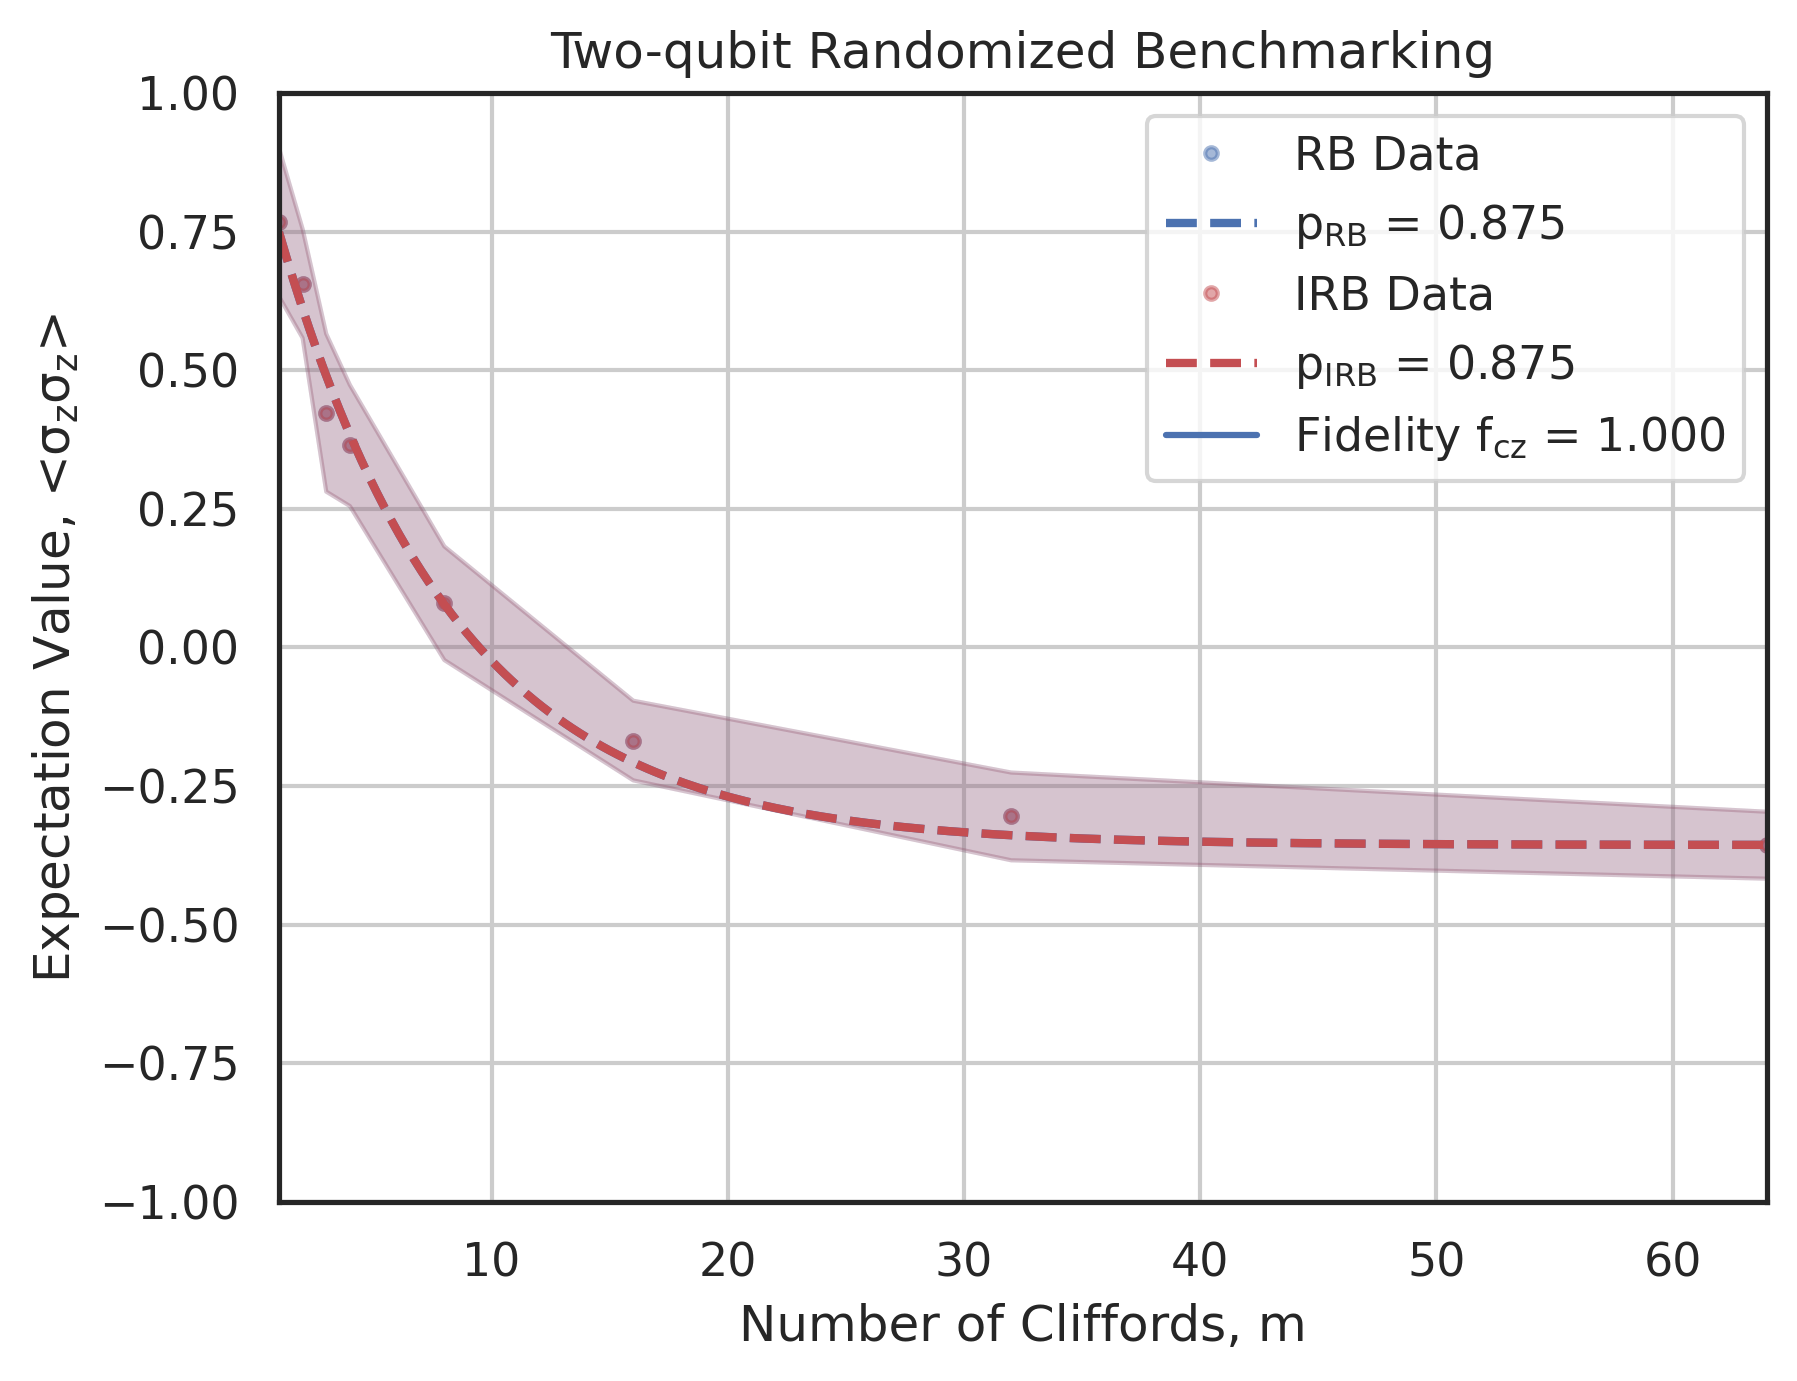 Two-qubit Randomized Benchmarking
1.00
0.75
0.50
0.25
0.00
−0.25
−0.50
−0.75
−1.00
Expectation Value, <σzσz>
RB Data
pRB = 0.875
IRB Data
pIRB = 0.875
Fidelity fcz = 1.000
10 20 30 40 50 60
Number of Cliffords, m